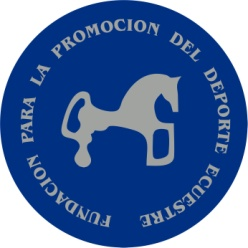 FUNDACION PARA LA PROMOCION DEL DEPORTE ECUESTRE